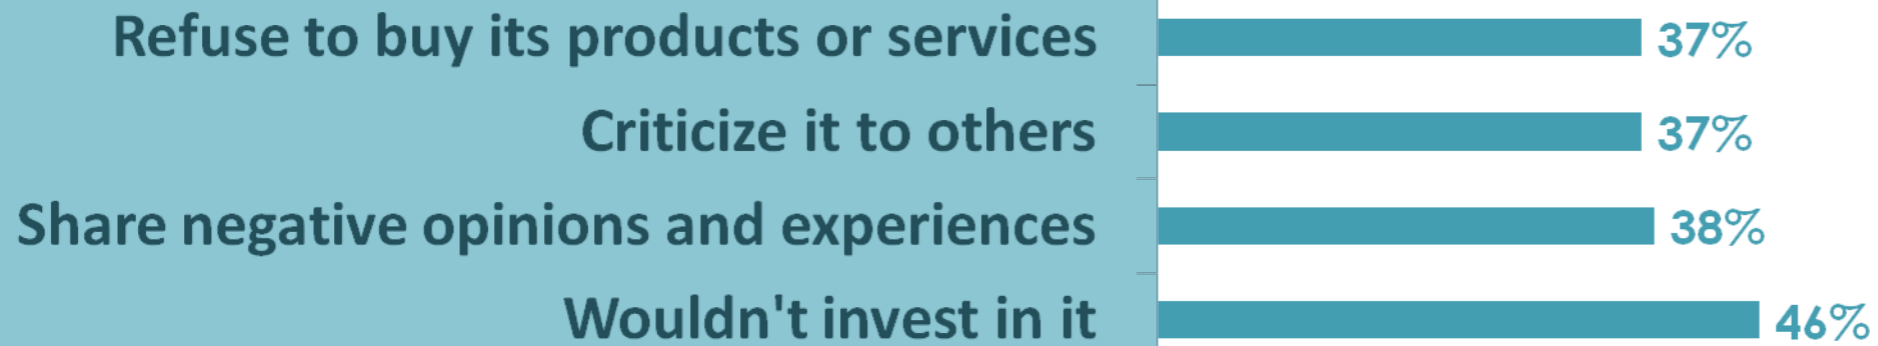 Refuse to buy its products or services 37%
Criticize it to others 37%
Share negative opinions and experiences 38%
Wouldn't invest in it 46%